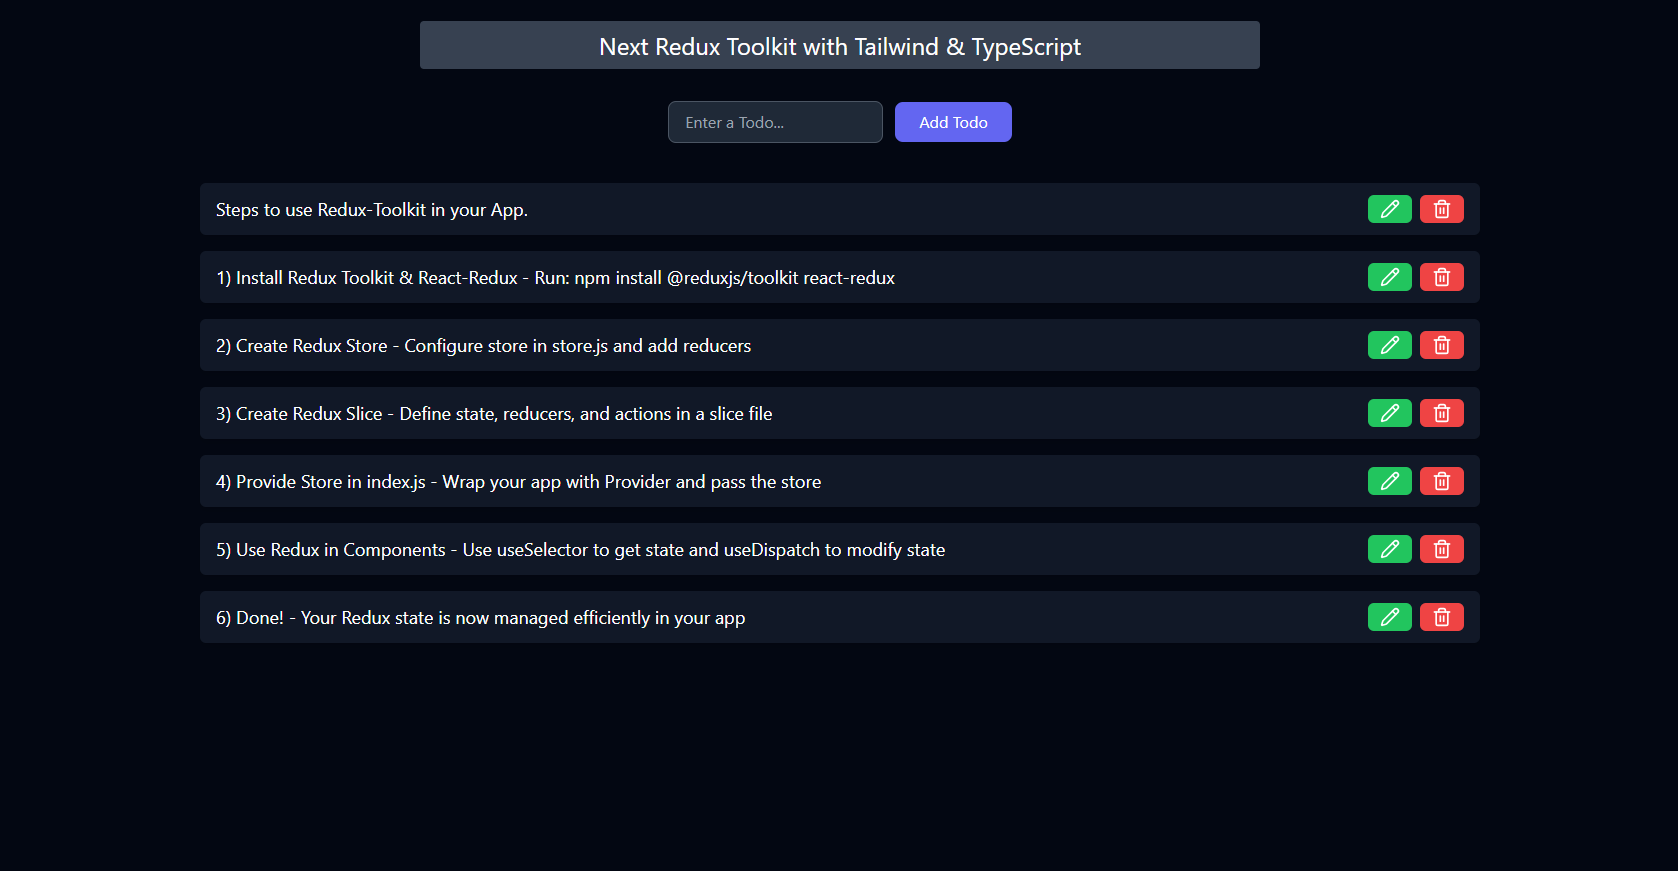 Next Redux Toolkit with Tailwind & TypeScript
Enter a Todo...
Add Todo
Steps to use Redux-Toolkit in your App.
1) Install Redux Toolkit & React-Redux - Run: npm install @reduxjs/toolkit react-redux
2) Create Redux Store - Configure store in store.js and add reducers
3) Create Redux Slice - Define state, reducers, and actions in a slice file
4) Provide Store in index.js - Wrap your app with Provider and pass the store
5) Use Redux in Components - Use useSelector to get state and useDispatch to modify state
6) Done! - Your Redux state is now managed efficiently in your app